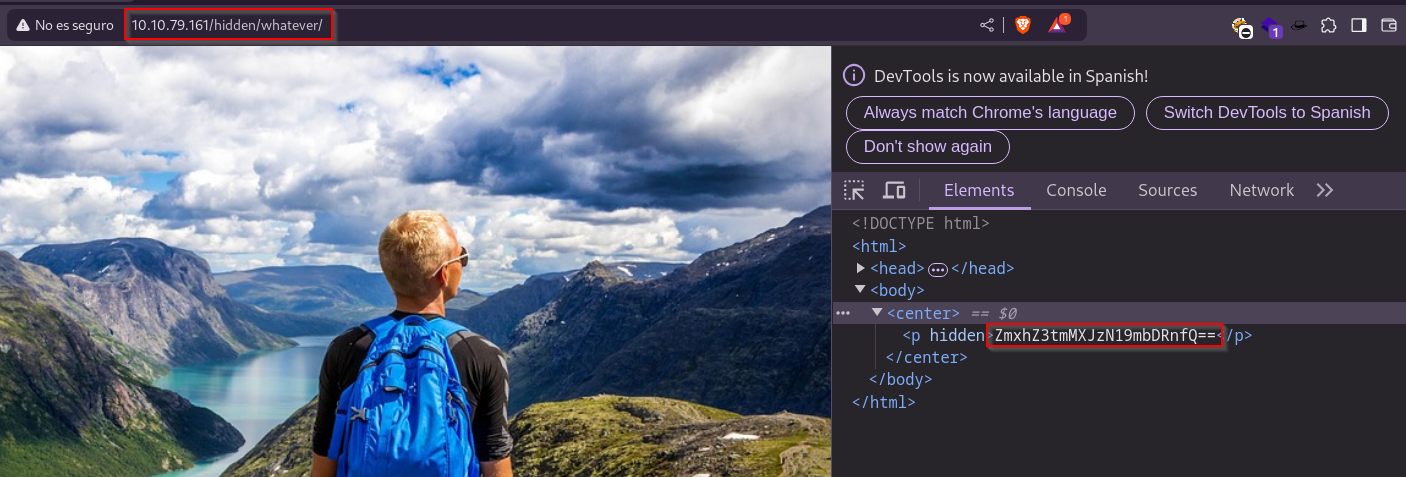 No es seguro 10.10.79.161/hidden/whatever/ 1 1
DevTools is now available in Spanish!
Always match Chrome's language Switch DevTools to Spanish
Don't show again
Elements Console Sources Network
<!DOCTYPE html>
<html>
<head> ••• </head>
<body>
••• <center> == $0
<p hidden>ZmxhZ3tmMXJzN19mbDRnfQ==</p>
</center>
</body>
</html>